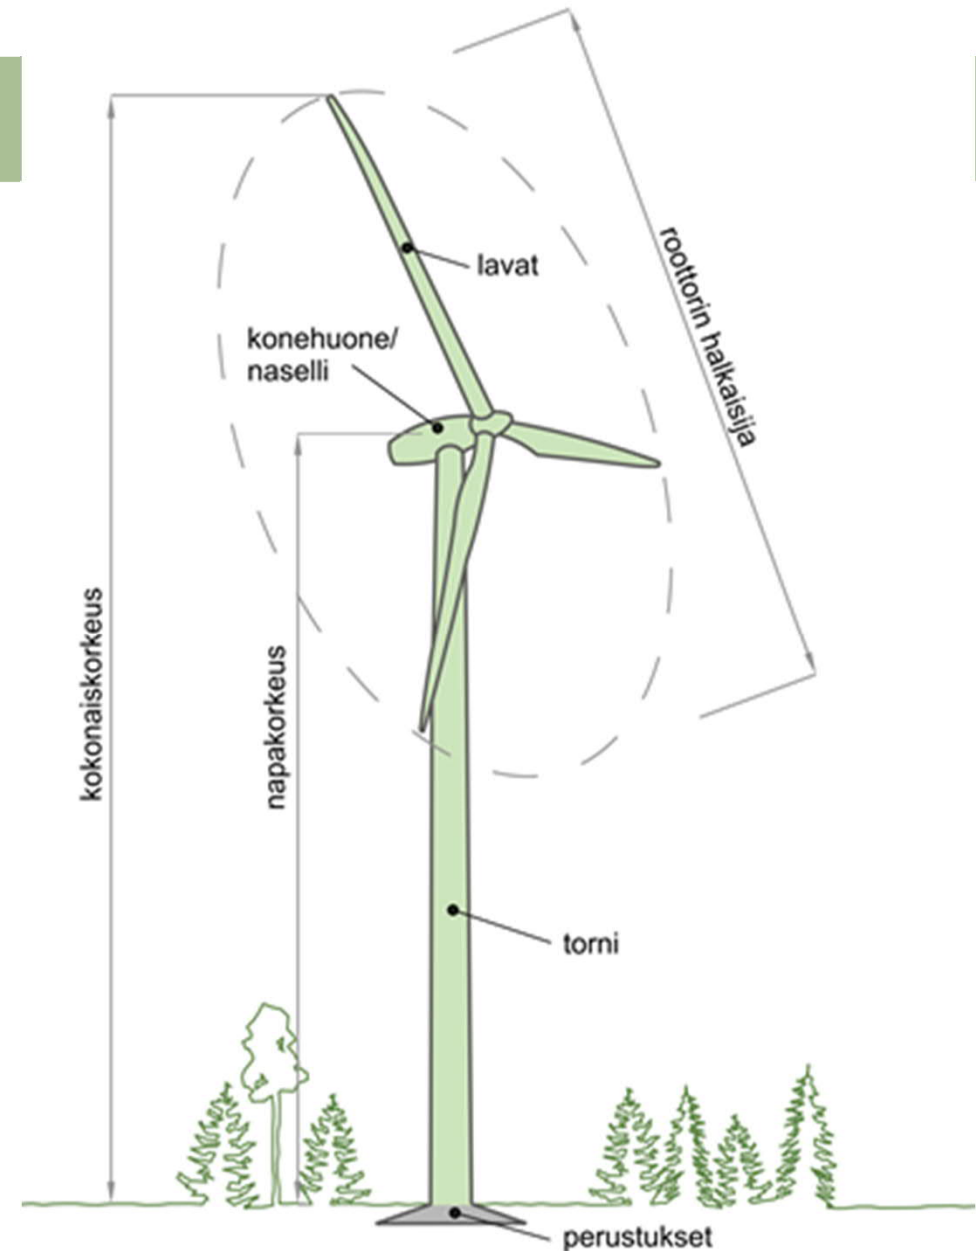 lavat
roottorin halkaisija
konehuone/
naselli
kokonaiskorkeus
napakorkeus
torni
perustukset